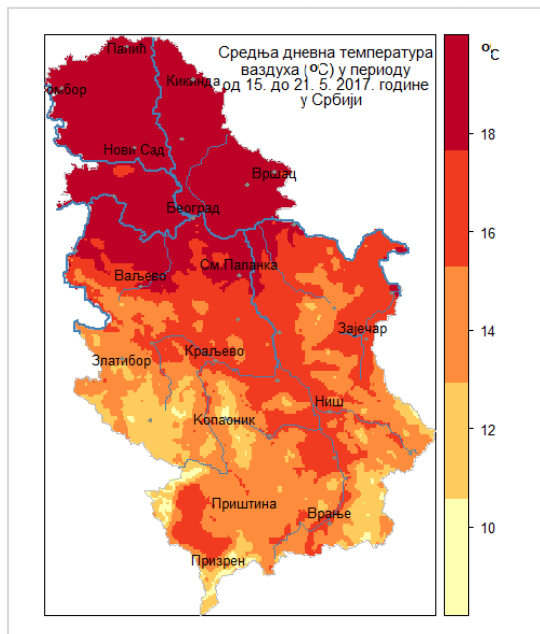 Средња дневна температура
ваздуха (°C) у периоду
од 15. до 21. 5. 2017. године
у Србији
°C
Палић
Кикинда
омбор
Нови Сад
Вршац
Београд
18
См.Паланка
Ваљево
16
Зајечар
Краљево
Златибор
14
Ниш
Копаоник
12
Приштина
Врање
10
Призрен